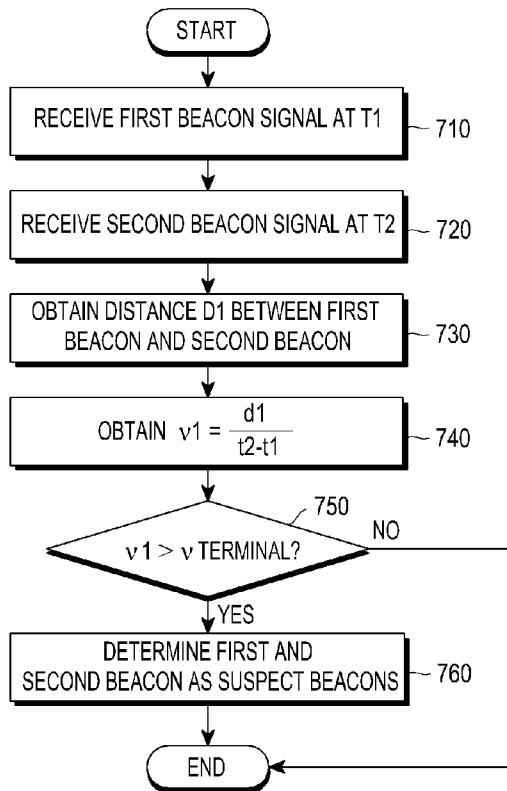 START
RECEIVE FIRST BEACON SIGNAL AT T1
710
RECEIVE SECOND BEACON SIGNAL AT T2
720
OBTAIN DISTANCE D1 BETWEEN FIRST
BEACON AND SECOND BEACON
730
OBTAIN ν1 = d1 / t2-t1
740
750
ν1 > ν TERMINAL?
NO
YES
DETERMINE FIRST AND
SECOND BEACON AS SUSPECT BEACONS
760
END